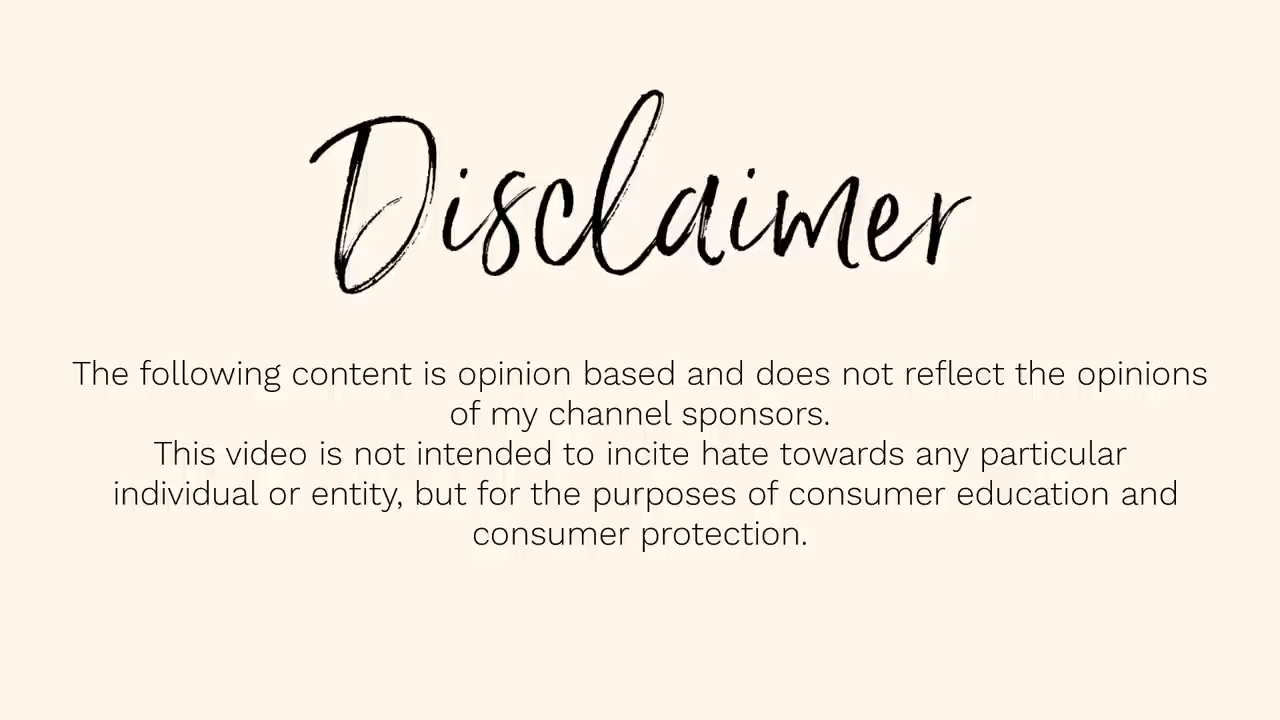 Disclaimer
The following content is opinion based and does not reflect the opinions
of my channel sponsors.
This video is not intended to incite hate towards any particular
individual or entity, but for the purposes of consumer education and
consumer protection.